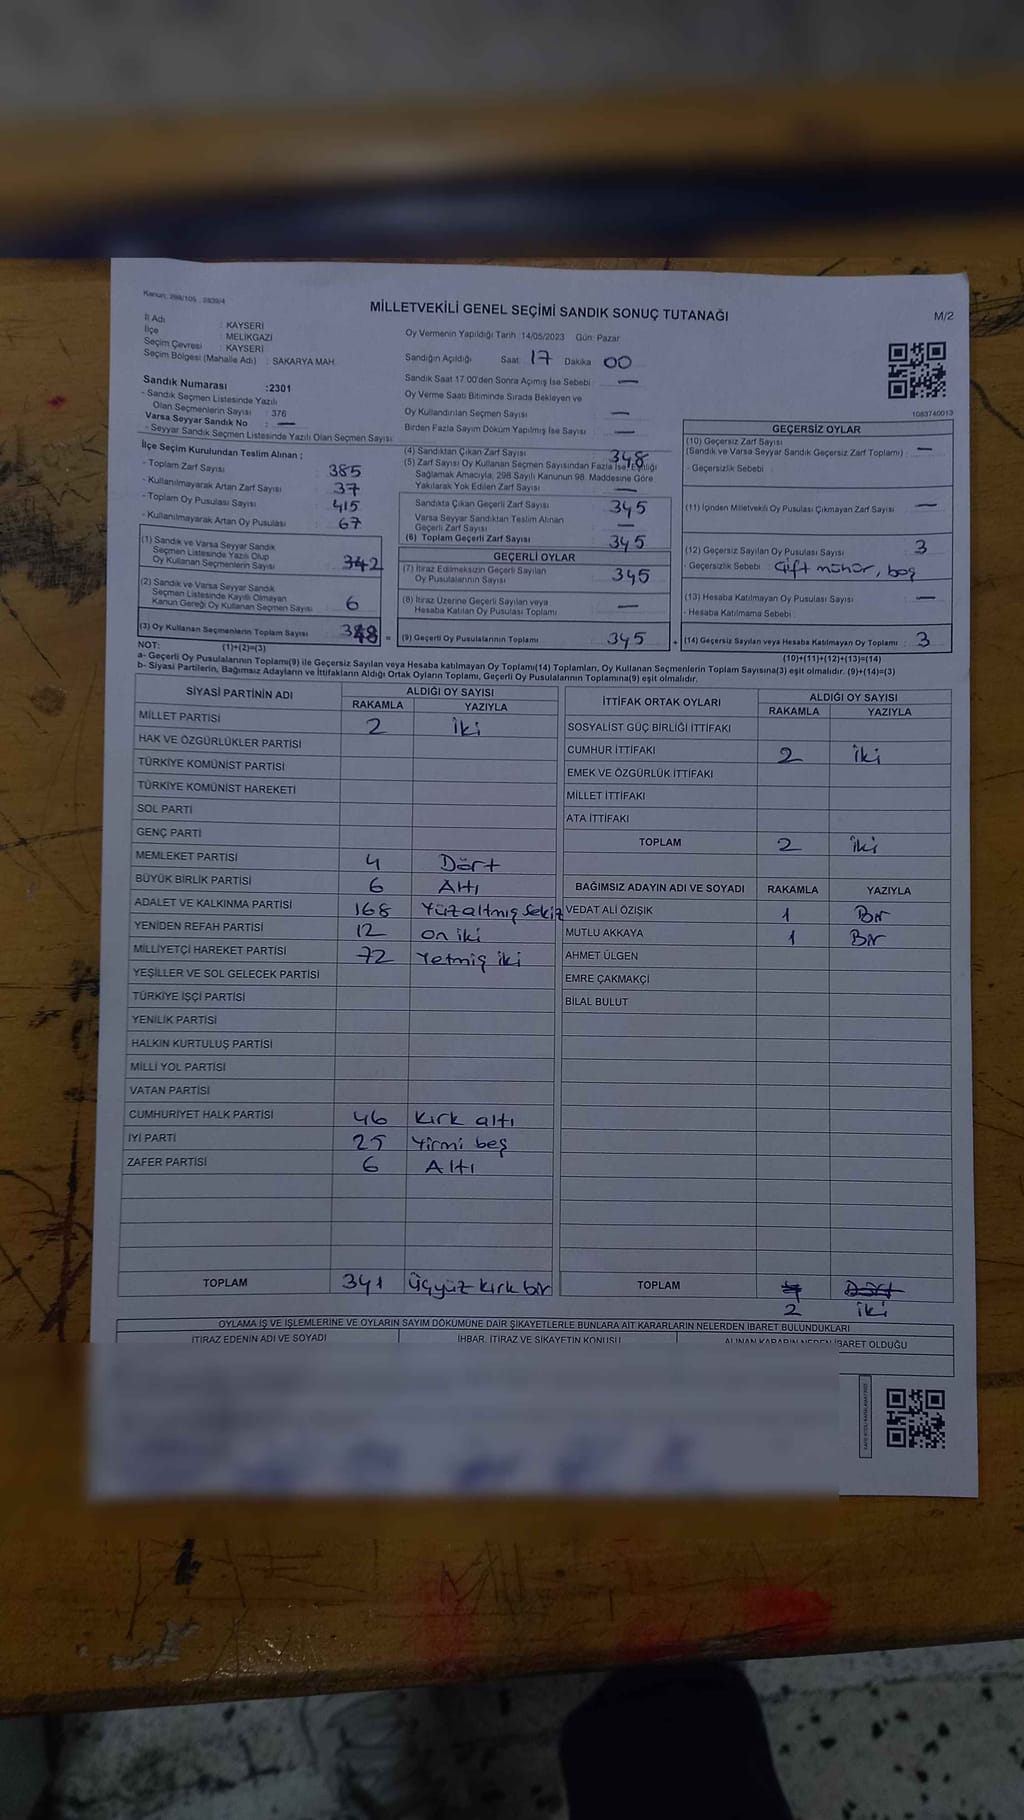 Kanun: 298/105 , 2839/4
MİLLETVEKİLİ GENEL SEÇİMİ SANDIK SONUÇ TUTANAĞI
M/2
İl Adı : KAYSERİ
İlçe : MELİKGAZİ
Seçim Çevresi : KAYSERİ
Seçim Bölgesi (Mahalle Adı) : SAKARYA MAH.
Oy Vermenin Yapıldığı Tarih :14/05/2023 Gün: Pazar
Sandığın Açıldığı Saat: 17 Dakika 00
Sandık Saat 17:00'den Sonra Açımış İse Sebebi : —
Oy Verme Saati Bitiminde Sırada Bekleyen ve
Oy Kullandırılan Seçmen Sayısı : —
Birden Fazla Sayım Döküm Yapılmış İse Sayısı : —
1083740013
Sandık Numarası :2301
- Sandık Seçmen Listesinde Yazılı
Olan Seçmenlerin Sayısı : 376
Varsa Seyyar Sandık No : —
- Seyyar Sandık Seçmen Listesinde Yazılı Olan Seçmen Sayısı
İlçe Seçim Kurulundan Teslim Alınan ;
- Toplam Zarf Sayısı : 385
- Kullanılmayarak Artan Zarf Sayısı : 37
- Toplam Oy Pusulası Sayısı : 415
- Kullanılmayarak Artan Oy Pusulası : 67
(1) Sandık ve Varsa Seyyar Sandık
Seçmen Listesinde Yazılı Olup
Oy Kullanan Seçmenlerin Sayısı : 342
(2) Sandık ve Varsa Seyyar Sandık
Seçmen Listesinde Kayıtlı Olmayan
Kanun Gereği Oy Kullanan Seçmen Sayısı : 6
(3) Oy Kullanan Seçmenlerin Toplam Sayısı : 348
(1)+(2)=(3)
(4) Sandıktan Çıkan Zarf Sayısı : 348
(5) Zarf Sayısı Oy Kullanan Seçmen Sayısından Fazla İse, Eşitliği
Sağlamak Amacıyla; 298 Sayılı Kanunun 98. Maddesine Göre
Yakılarak Yok Edilen Zarf Sayısı : —
Sandıkta Çıkan Geçerli Zarf Sayısı : 345
Varsa Seyyar Sandıktan Teslim Alınan
Geçerli Zarf Sayısı : —
(6) Toplam Geçerli Zarf Sayısı : 345
GEÇERLİ OYLAR
(7) İtiraz Edilmeksizin Geçerli Sayılan
Oy Pusulalarının Sayısı : 345
(8) İtiraz Üzerine Geçerli Sayılan veya
Hesaba Katılan Oy Pusulası Toplamı : —
= (9) Geçerli Oy Pusulalarının Toplamı : 345
GEÇERSİZ OYLAR
(10) Geçersiz Zarf Sayısı : —
(Sandık ve Varsa Seyyar Sandık Geçersiz Zarf Toplamı)
- Geçersizlik Sebebi :
(11) İçinden Milletvekili Oy Pusulası Çıkmayan Zarf Sayısı : —
(12) Geçersiz Sayılan Oy Pusulası Sayısı : 3
- Geçersizlik Sebebi : Çift mühür, boş
(13) Hesaba Katılmayan Oy Pusulası Sayısı : —
- Hesaba Katılmama Sebebi :
+ (14) Geçersiz Sayılan veya Hesaba Katılmayan Oy Toplamı : 3
(10)+(11)+(12)+(13)=(14)
NOT:
a- Geçerli Oy Pusulalarının Toplamı(9) ile Geçersiz Sayılan veya Hesaba katılmayan Oy Toplamı(14) Toplamları, Oy Kullanan Seçmenlerin Toplam Sayısına(3) eşit olmalıdır. (9)+(14)=(3)
b- Siyasi Partilerin, Bağımsız Adayların ve İttifakların Aldığı Ortak Oyların Toplamı, Geçerli Oy Pusulalarının Toplamına(9) eşit olmalıdır.
SİYASİ PARTİNİN ADI ALDIĞI OY SAYISI
RAKAMLA YAZIYLA
MİLLET PARTİSİ 2 iki
HAK VE ÖZGÜRLÜKLER PARTİSİ
TÜRKİYE KOMÜNİST PARTİSİ
TÜRKİYE KOMÜNİST HAREKETİ
SOL PARTİ
GENÇ PARTİ
MEMLEKET PARTİSİ 4 Dört
BÜYÜK BİRLİK PARTİSİ 6 Altı
ADALET VE KALKINMA PARTİSİ 168 Yüzaltmış sekiz
YENİDEN REFAH PARTİSİ 12 on iki
MİLLİYETÇİ HAREKET PARTİSİ 72 Yetmiş iki
YEŞİLLER VE SOL GELECEK PARTİSİ
TÜRKİYE İŞÇİ PARTİSİ
YENİLİK PARTİSİ
HALKIN KURTULUŞ PARTİSİ
MİLLİ YOL PARTİSİ
VATAN PARTİSİ
CUMHURİYET HALK PARTİSİ 46 kırk altı
İYİ PARTİ 25 Yirmi beş
ZAFER PARTİSİ 6 Altı
TOPLAM 341 üçyüz kırk bir
İTTİFAK ORTAK OYLARI ALDIĞI OY SAYISI
RAKAMLA YAZIYLA
SOSYALİST GÜÇ BİRLİĞİ İTTİFAKI
CUMHUR İTTİFAKI 2 iki
EMEK VE ÖZGÜRLÜK İTTİFAKI
MİLLET İTTİFAKI
ATA İTTİFAKI
TOPLAM 2 iki
BAĞIMSIZ ADAYIN ADI VE SOYADI RAKAMLA YAZIYLA
VEDAT ALİ ÖZIŞIK 1 Bir
MUTLU AKKAYA 1 Bir
AHMET ÜLGEN
EMRE ÇAKMAKÇİ
BİLAL BULUT
TOPLAM 4 Dört
2 iki
OYLAMA İŞ VE İŞLEMLERİNE VE OYLARIN SAYIM DÖKÜMÜNE DAİR ŞİKAYETLERLE BUNLARA AİT KARARLARIN NELERDEN İBARET BULUNDUKLARI
İTİRAZ EDENİN ADI VE SOYADI İHBAR, İTİRAZ VE ŞİKAYETİN KONUSU ALINAN KARARIN NEDEN İBARET OLDUĞU